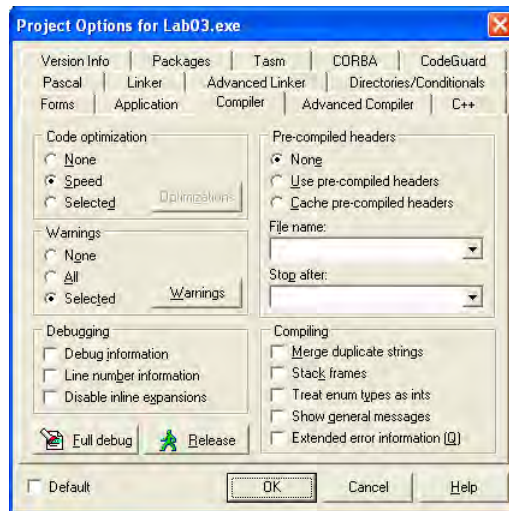 Project Options for Lab03.exe
Version Info
Packages
Tasm
CORBA
CodeGuard
Pascal
Linker
Advanced Linker
Directories/Conditionals
Forms
Application
Compiler
Advanced Compiler
C++
Code optimization
None
Speed
Selected
Optimizations
Pre-compiled headers
None
Use pre-compiled headers
Cache pre-compiled headers
File name:
Stop after:
Warnings
None
All
Selected
Warnings
Debugging
Debug information
Line number information
Disable inline expansions
Compiling
Merge duplicate strings
Stack frames
Treat enum types as ints
Show general messages
Extended error information (Q)
Full debug
Release
Default
OK
Cancel
Help